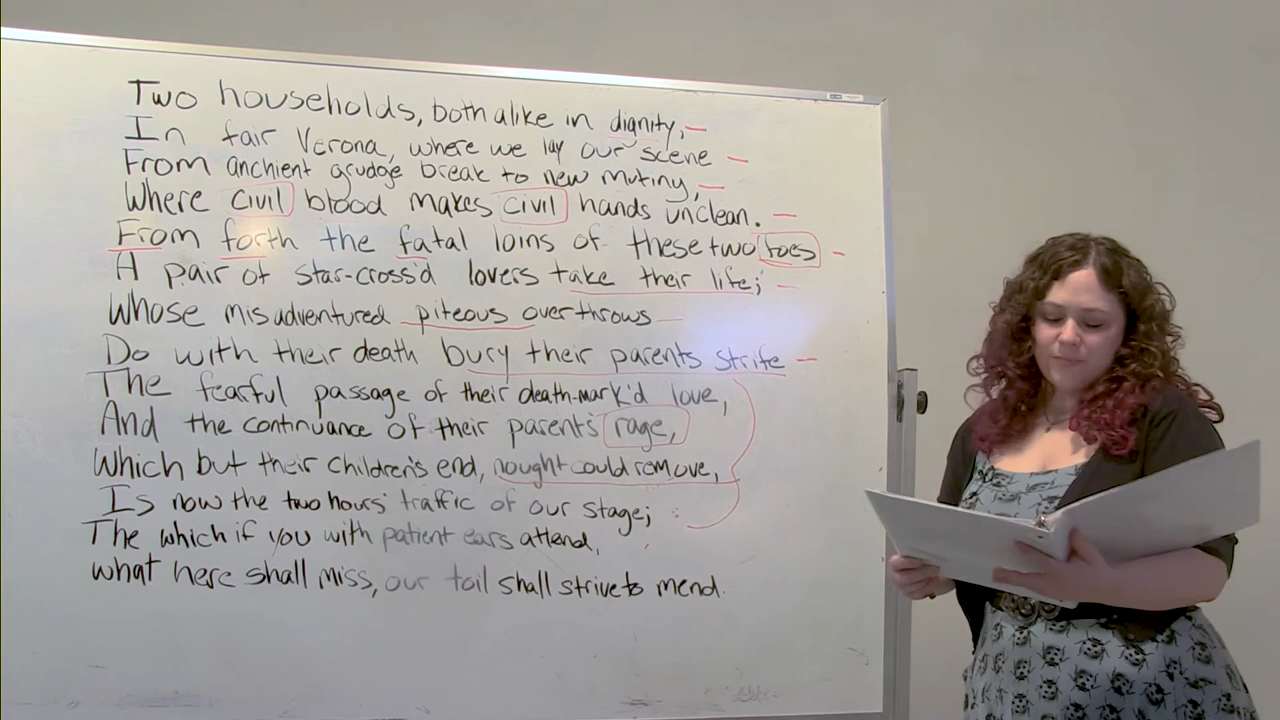 Two households, both alike in dignity,
In fair Verona, where we lay our scene
From anchient grudge break to new mutiny,
Where civil blood makes civil hands unclean.
From forth the fatal loins of these two foes
A pair of star-cross'd lovers take their life;
Whose misadventured piteous overthrows
Do with their death bury their parents strife
The fearful passage of their death-mark'd love,
And the continuance of their parents' rage,
Which but their children's end, nought could remove,
Is now the two hours' traffic of our stage;
The which if you with patient ears attend,
what here shall miss, our toil shall strive to mend.